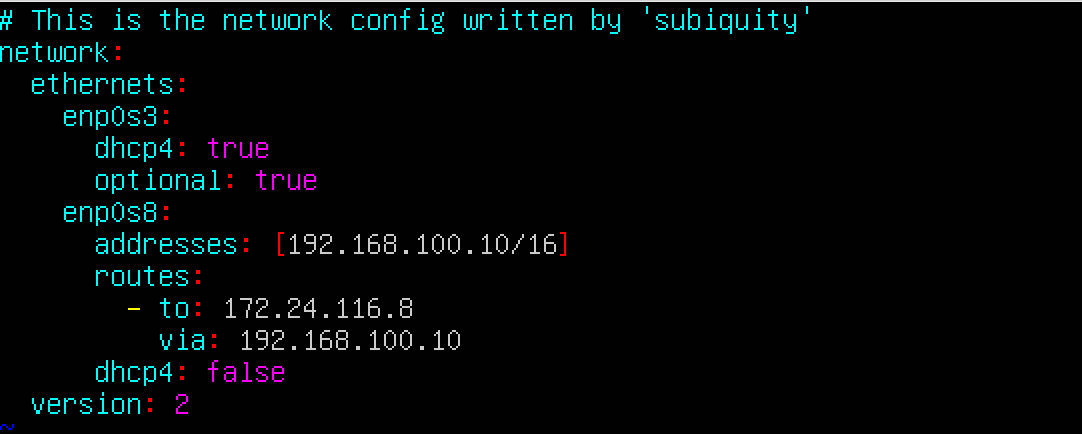 # This is the network config written by 'subiquity'
network:
  ethernets:
    enp0s3:
      dhcp4: true
      optional: true
    enp0s8:
      addresses: [192.168.100.10/16]
      routes:
        - to: 172.24.116.8
          via: 192.168.100.10
      dhcp4: false
  version: 2
~